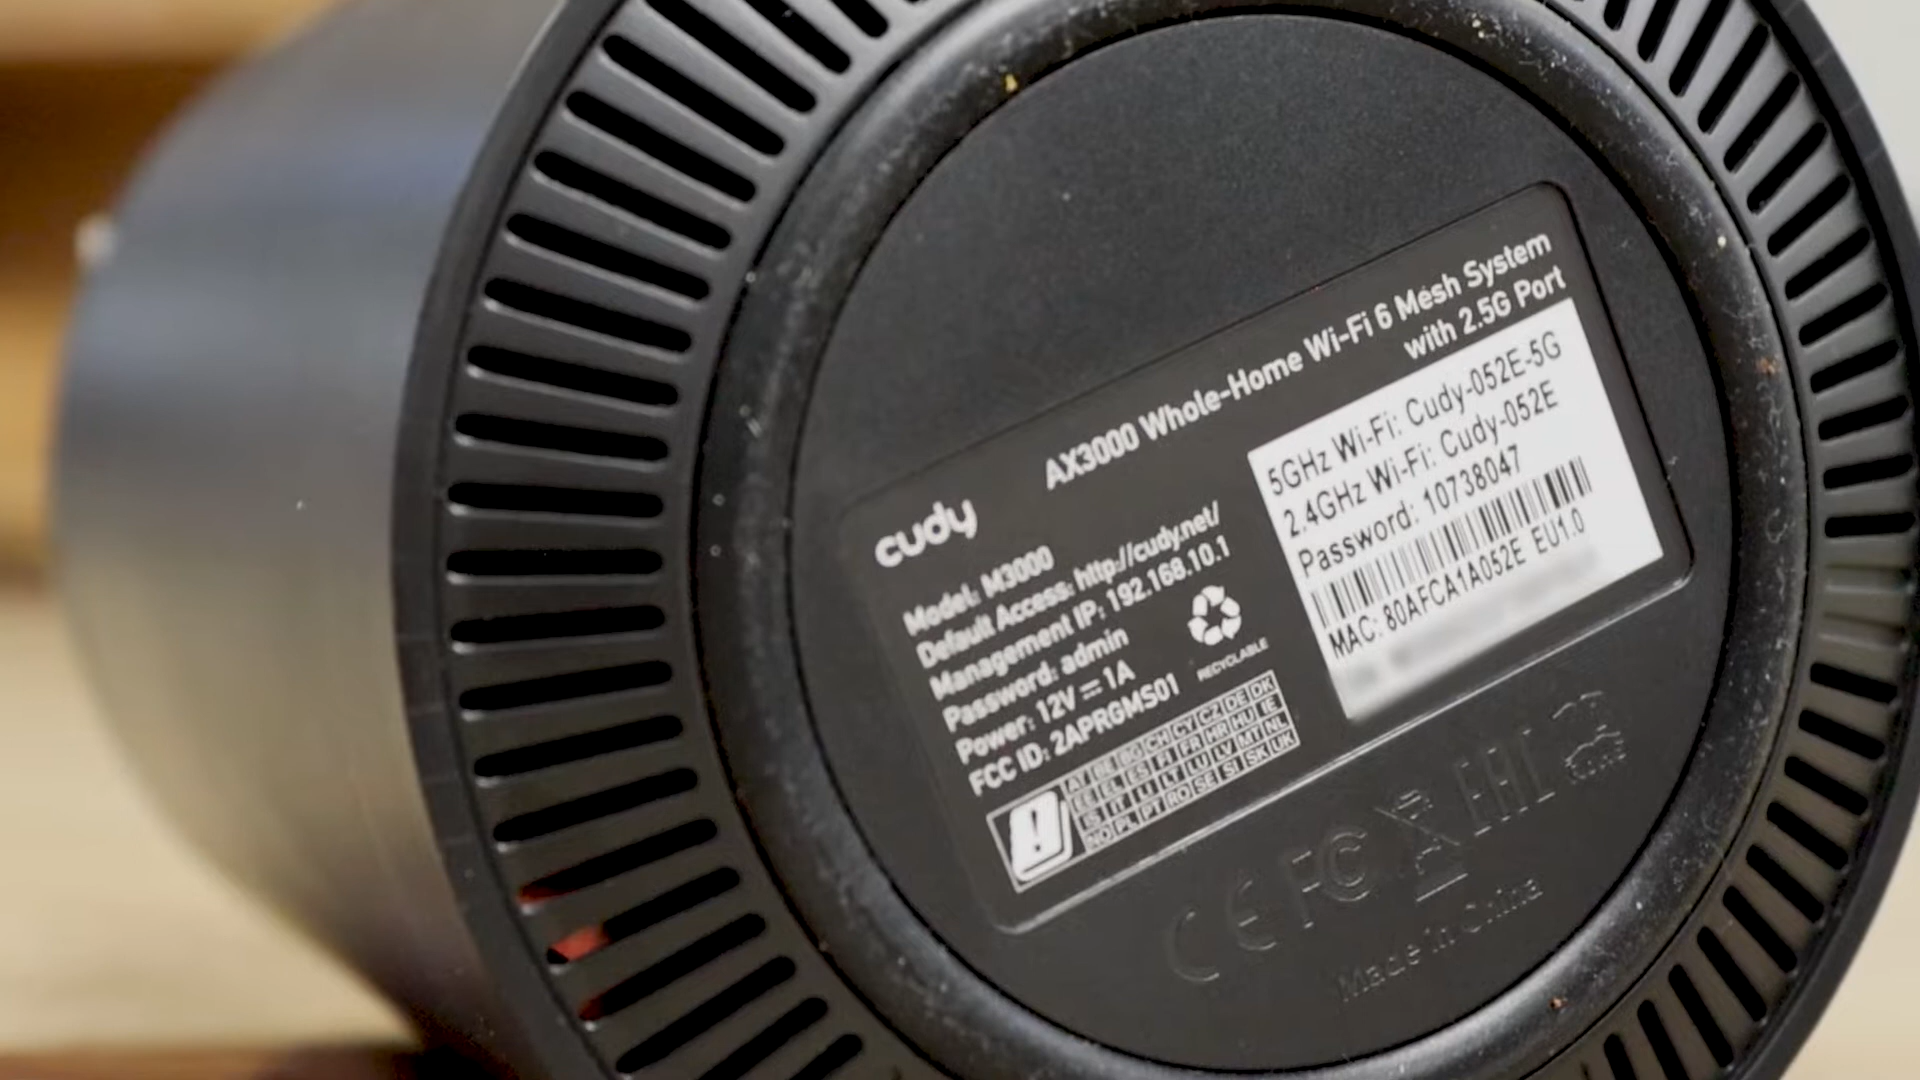 AX3000 Whole-Home Wi-Fi 6 Mesh System
with 2.5G Port
cudy
Model: M3000
Default Access: http://cudy.net/
Management IP: 192.168.10.1
Password: admin
Power: 12V ⎓ 1A
FCC ID: 2APRGMS01
RECYCLABLE
AT BE BG CH CY CZ DE DK
EE EL ES FI FR HR HU IE
IS IT LI LT LU LV MT NL
NO PL PT RO SE SI SK UK
5GHz Wi-Fi: Cudy-052E-5G
2.4GHz Wi-Fi: Cudy-052E
Password: 10738047
MAC: 80AFCA1A052E EU1.0
CE FC EAC
Made in China